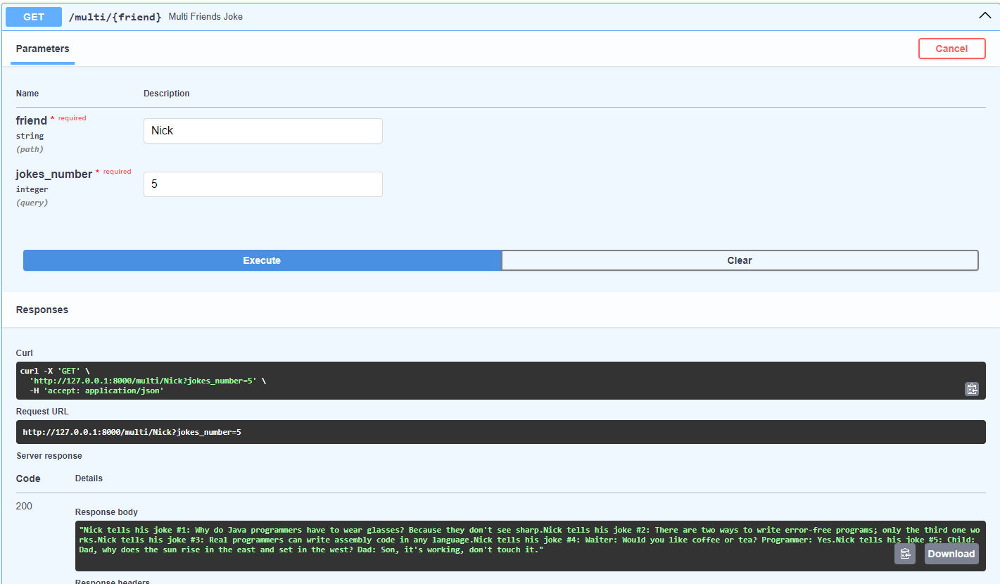 GET /multi/{friend} Multi Friends Joke
Parameters
Cancel
Name Description
friend * required
string
(path)
Nick
jokes_number * required
integer
(query)
5
Execute Clear
Responses
Curl
curl -X 'GET' \
'http://127.0.0.1:8000/multi/Nick?jokes_number=5' \
-H 'accept: application/json'
Request URL
http://127.0.0.1:8000/multi/Nick?jokes_number=5
Server response
Code Details
200
Response body
"Nick tells his joke #1: Why do Java programmers have to wear glasses? Because they don't see sharp.Nick tells his joke #2: There are two ways to write error-free programs; only the third one wo
rks.Nick tells his joke #3: Real programmers can write assembly code in any language.Nick tells his joke #4: Waiter: Would you like coffee or tea? Programmer: Yes.Nick tells his joke #5: Child:
Dad, why does the sun rise in the east and set in the west? Dad: Son, it's working, don't touch it."
Download
Response headers